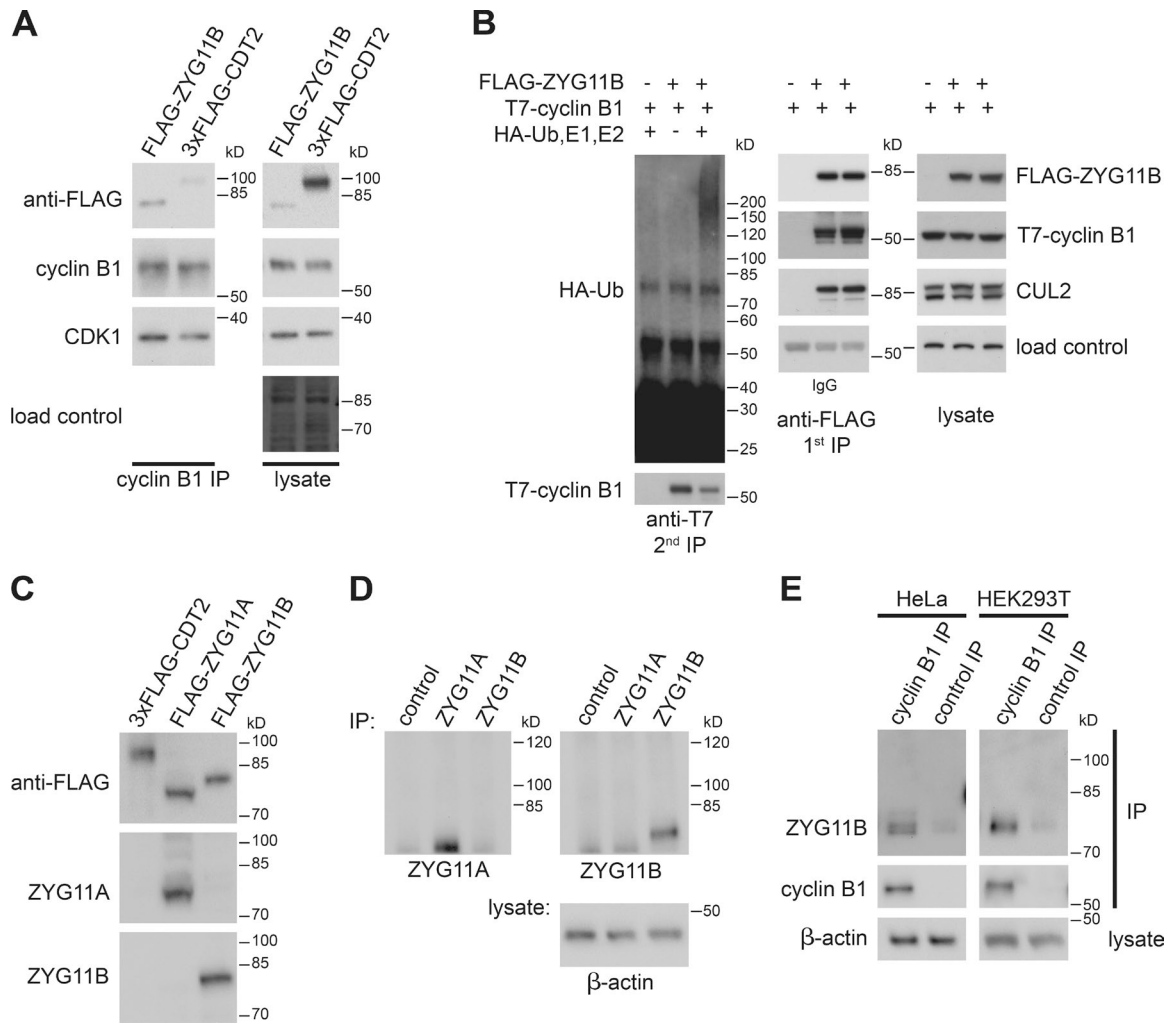 A
FLAG-ZYG11B
3xFLAG-CDT2
FLAG-ZYG11B
3xFLAG-CDT2
kD
kD
anti-FLAG
100
85
100
85
cyclin B1
50
50
CDK1
40
40
load control
85
70
cyclin B1 IP
lysate
B
FLAG-ZYG11B - + + - + + - + +
T7-cyclin B1 + + + + + + + + +
HA-Ub,E1,E2 + - +
kD
kD
HA-Ub
200
150
120
100
85
70
60
50
40
30
25
85
50
85
50
FLAG-ZYG11B
T7-cyclin B1
CUL2
load control
IgG
anti-FLAG
1st IP
lysate
T7-cyclin B1
50
anti-T7
2nd IP
C
3xFLAG-CDT2
FLAG-ZYG11A
FLAG-ZYG11B
kD
anti-FLAG
100
85
70
ZYG11A
100
85
70
ZYG11B
100
85
70
D
IP:
control
ZYG11A
ZYG11B
kD
control
ZYG11A
ZYG11B
kD
120
100
85
120
100
85
ZYG11A
ZYG11B
lysate:
50
β-actin
E
HeLa
HEK293T
cyclin B1 IP
control IP
cyclin B1 IP
control IP
kD
ZYG11B
100
85
70
IP
cyclin B1
50
β-actin
50
lysate